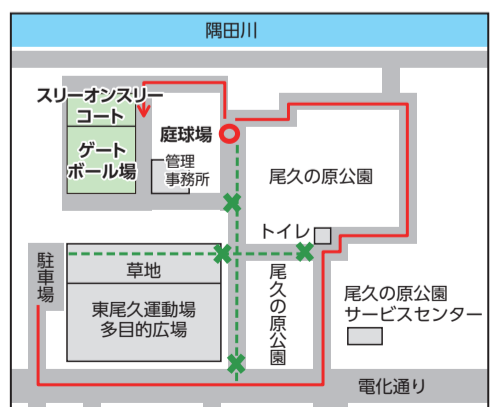 隅田川
スリーオンスリー
コート
庭球場
ゲート
ボール場
管理
事務所
尾久の原公園
トイレ
駐車場
草地
東尾久運動場
多目的広場
尾久の原公園
尾久の原公園
サービスセンター
電化通り